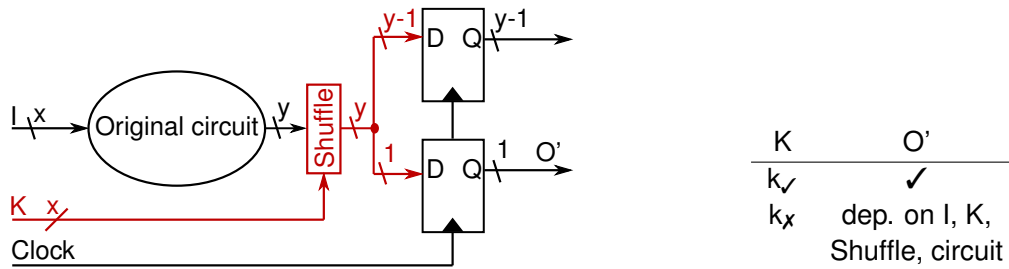 y-1
y-1
D Q
I x
Original circuit
y
Shuffle
y
1
D Q
1 O'
K x
Clock
K O'
k✓ ✓
k✗ dep. on I, K,
Shuffle, circuit